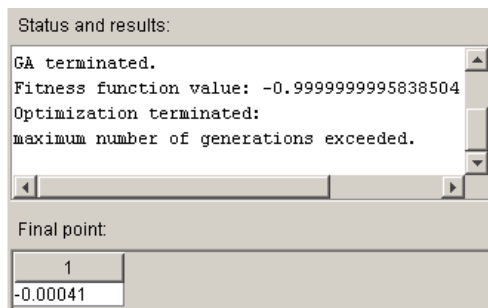 Status and results:
GA terminated.
Fitness function value: -0.9999999995838504
Optimization terminated:
maximum number of generations exceeded.
Final point:
1
-0.00041